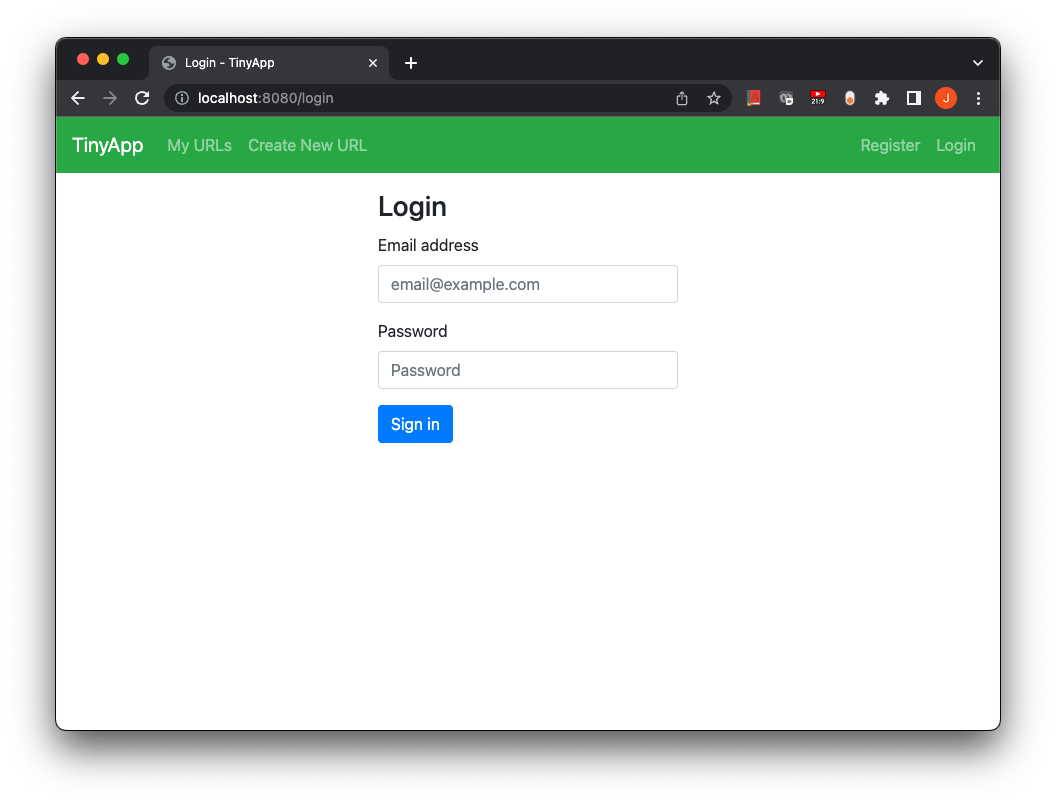 Login - TinyApp
localhost:8080/login
21:9
J
TinyApp My URLs Create New URL Register Login
Login
Email address
email@example.com
Password
Password
Sign in